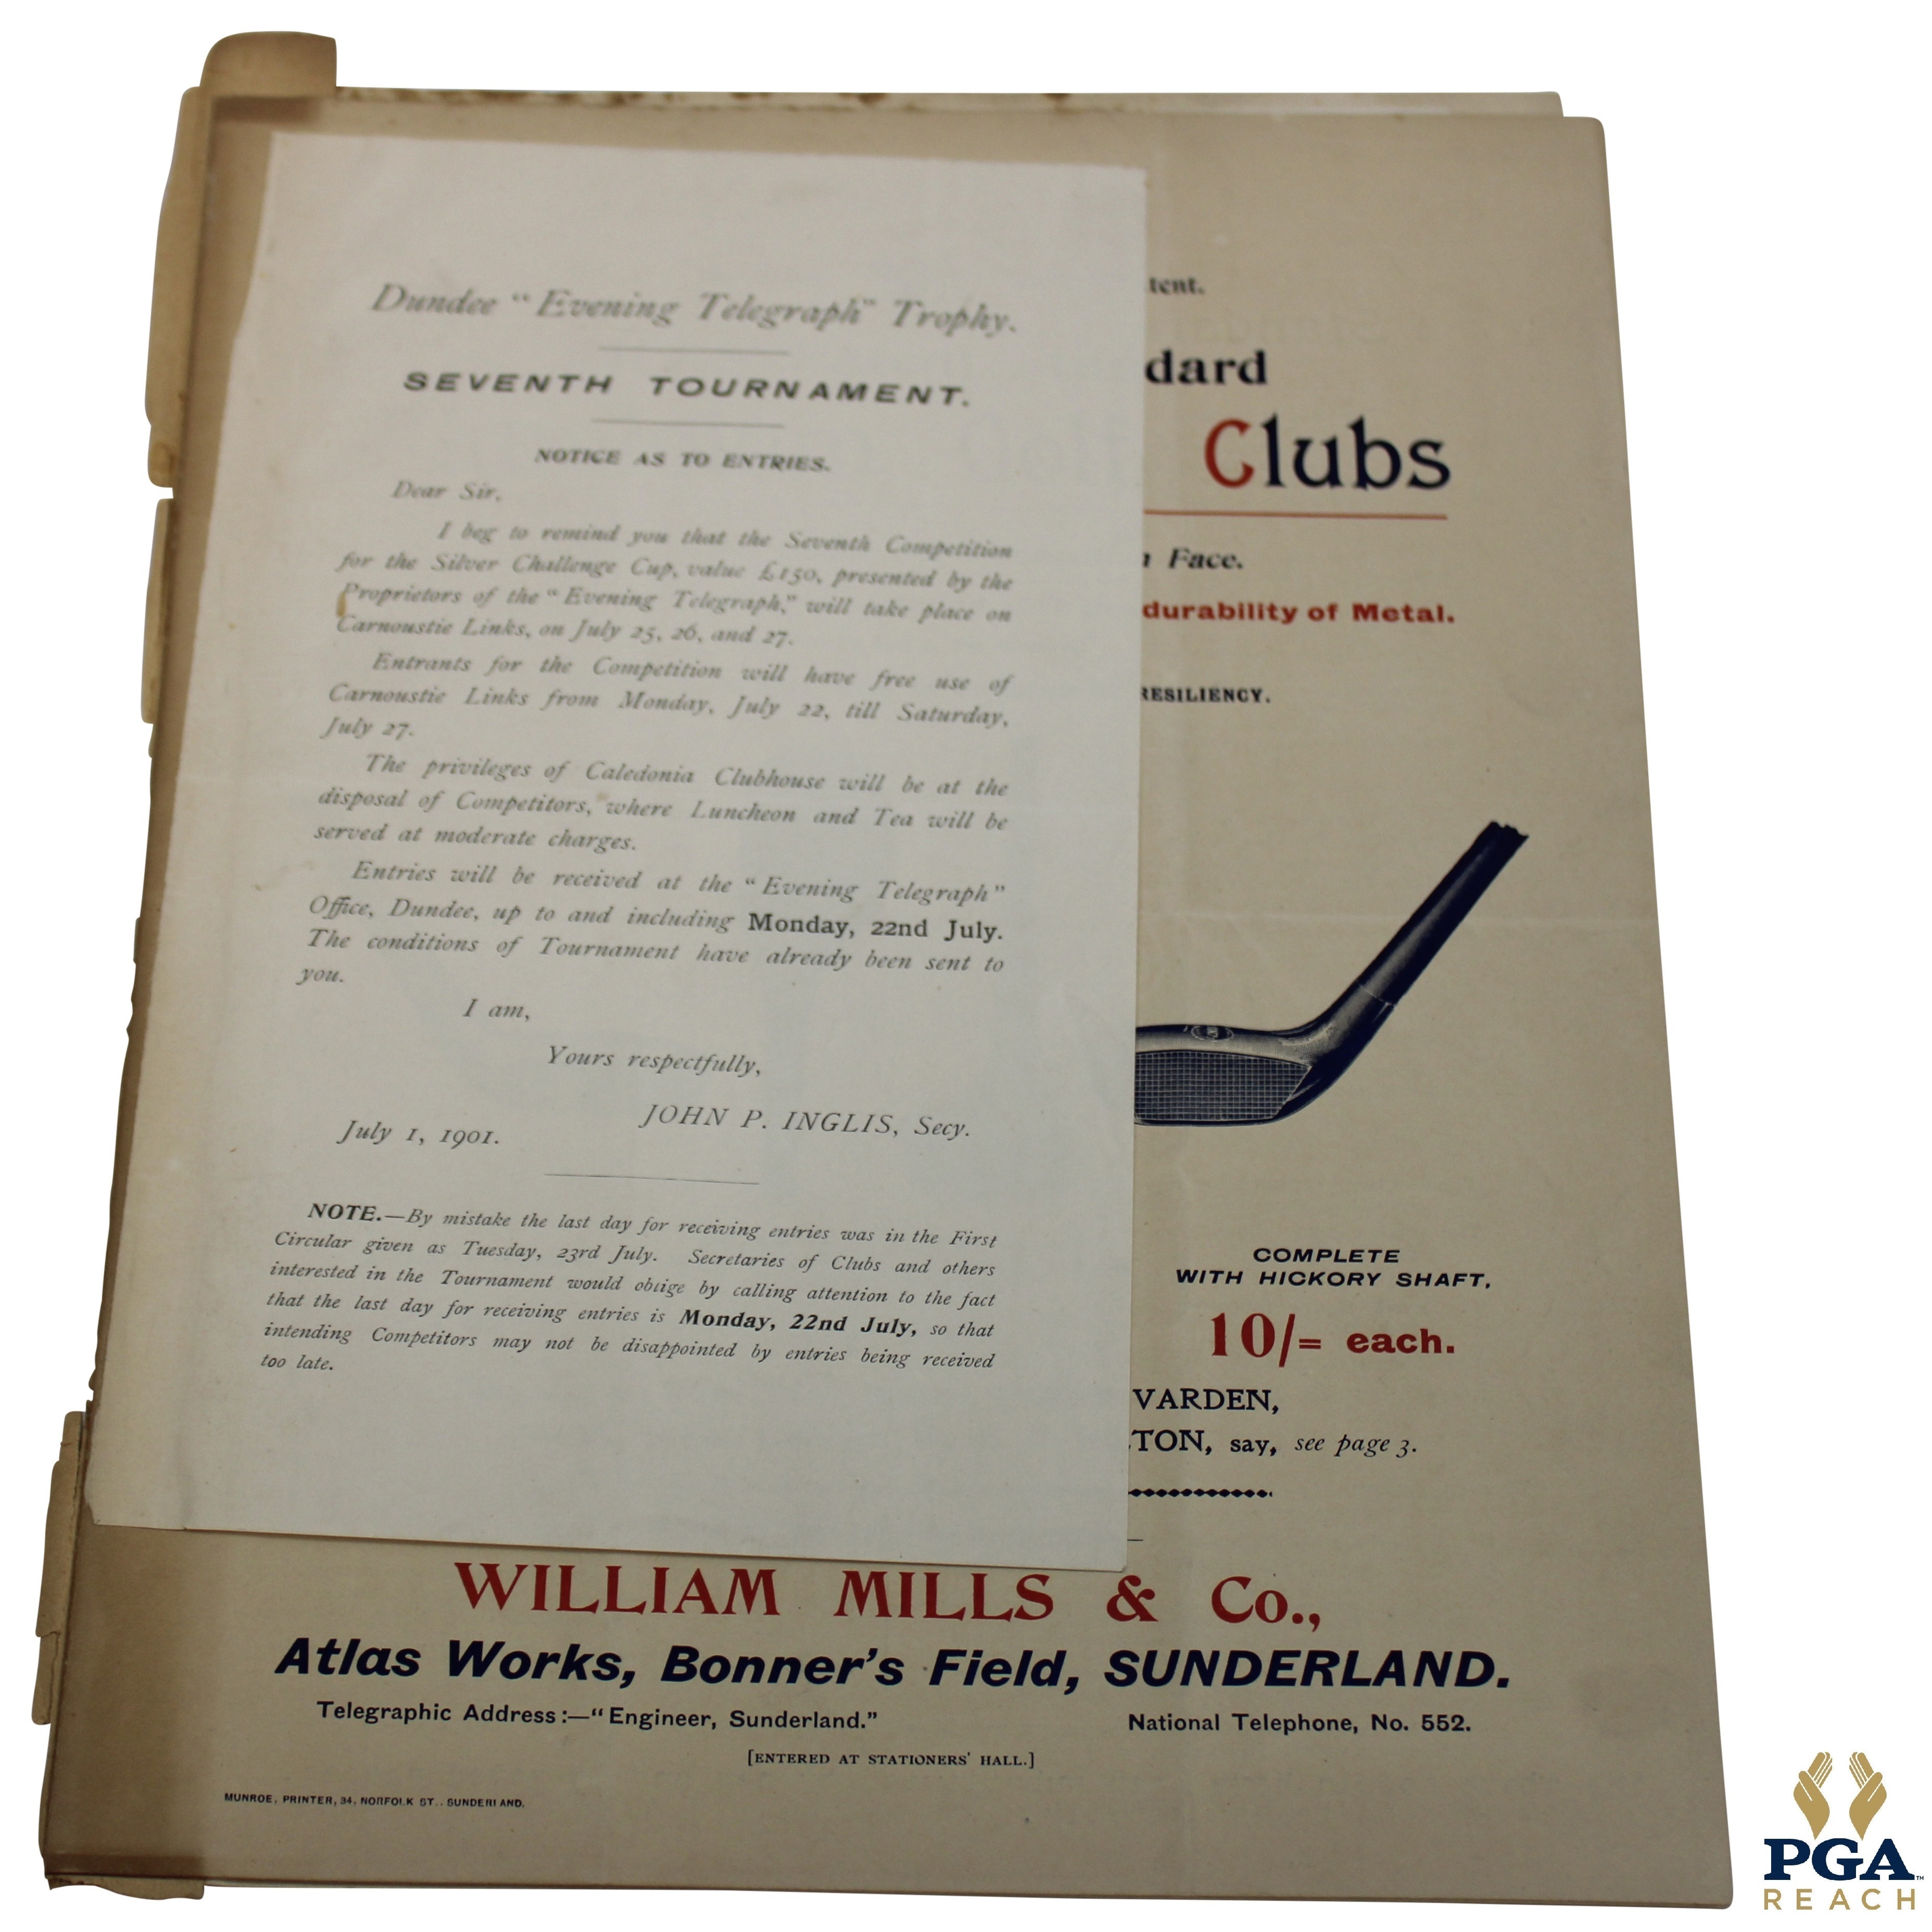 Dundee “Evening Telegraph” Trophy.
SEVENTH TOURNAMENT.
NOTICE AS TO ENTRIES.
Dear Sir,
I beg to remind you that the Seventh Competition
for the Silver Challenge Cup, value £150, presented by the
Proprietors of the “Evening Telegraph,” will take place on
Carnoustie Links, on July 25, 26, and 27.
Entrants for the Competition will have free use of
Carnoustie Links from Monday, July 22, till Saturday,
July 27.
The privileges of Caledonia Clubhouse will be at the
disposal of Competitors, where Luncheon and Tea will be
served at moderate charges.
Entries will be received at the “Evening Telegraph”
Office, Dundee, up to and including Monday, 22nd July.
The conditions of Tournament have already been sent to
you.
I am,
Yours respectfully,
JOHN P. INGLIS, Secy.
July 1, 1901.
NOTE.—By mistake the last day for receiving entries was in the First
Circular given as Tuesday, 23rd July. Secretaries of Clubs and others
interested in the Tournament would oblige by calling attention to the fact
that the last day for receiving entries is Monday, 22nd July, so that
intending Competitors may not be disappointed by entries being received
too late.
tent.
dard
Clubs
Face.
durability of Metal.
RESILIENCY.
COMPLETE
WITH HICKORY SHAFT,
10/= each.
VARDEN,
TON, say, see page 3.
WILLIAM MILLS & Co.,
Atlas Works, Bonner's Field, SUNDERLAND.
Telegraphic Address:—“Engineer, Sunderland.” National Telephone, No. 552.
[ENTERED AT STATIONERS' HALL.]
MUNROE, PRINTER, 34, NORFOLK ST., SUNDERLAND.
PGA
REACH